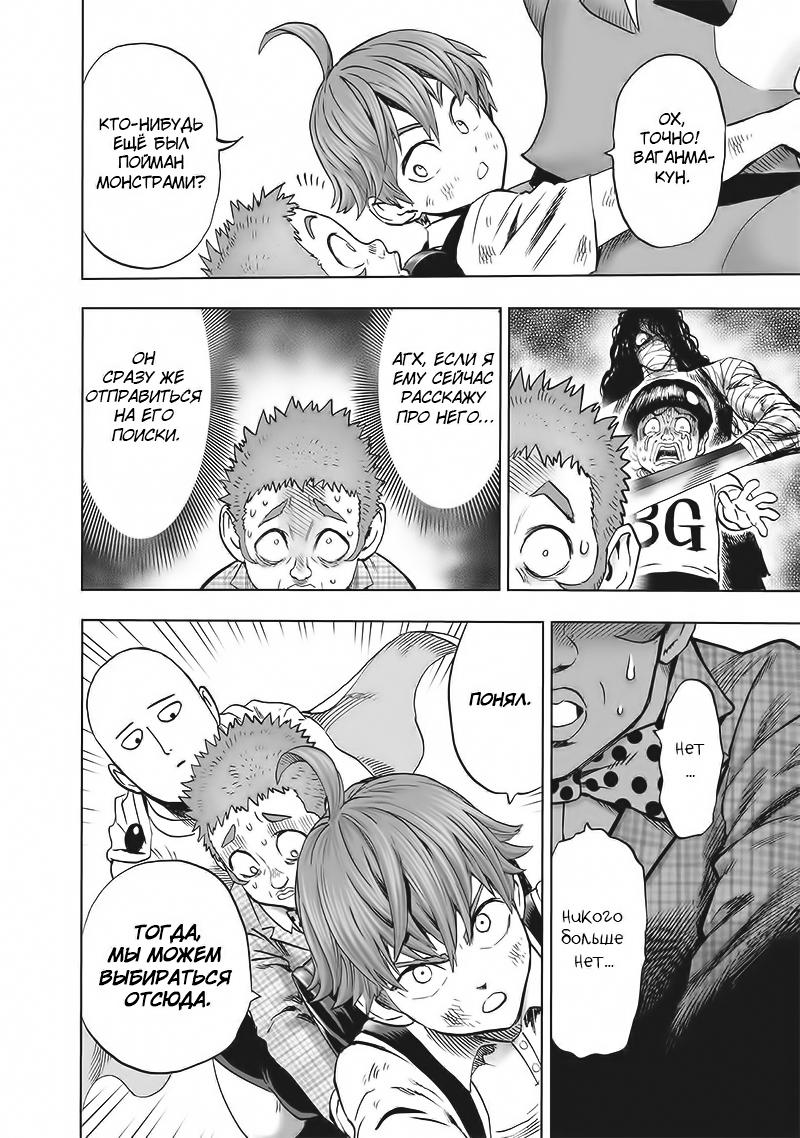 ОХ,
ТОЧНО!
ВАГАНМА-
КУН.
КТО-НИБУДЬ
ЕЩЁ БЫЛ
ПОЙМАН
МОНСТРАМИ?
BG
АГХ, ЕСЛИ Я
ЕМУ СЕЙЧАС
РАССКАЖУ
ПРО НЕГО...
ОН
СРАЗУ ЖЕ
ОТПРАВИТЬСЯ
НА ЕГО
ПОИСКИ.
НЕТ
...
НИКОГО
БОЛЬШЕ
НЕТ...
ПОНЯЛ.
ТОГДА,
МЫ МОЖЕМ
ВЫБИРАТЬСЯ
ОТСЮДА.